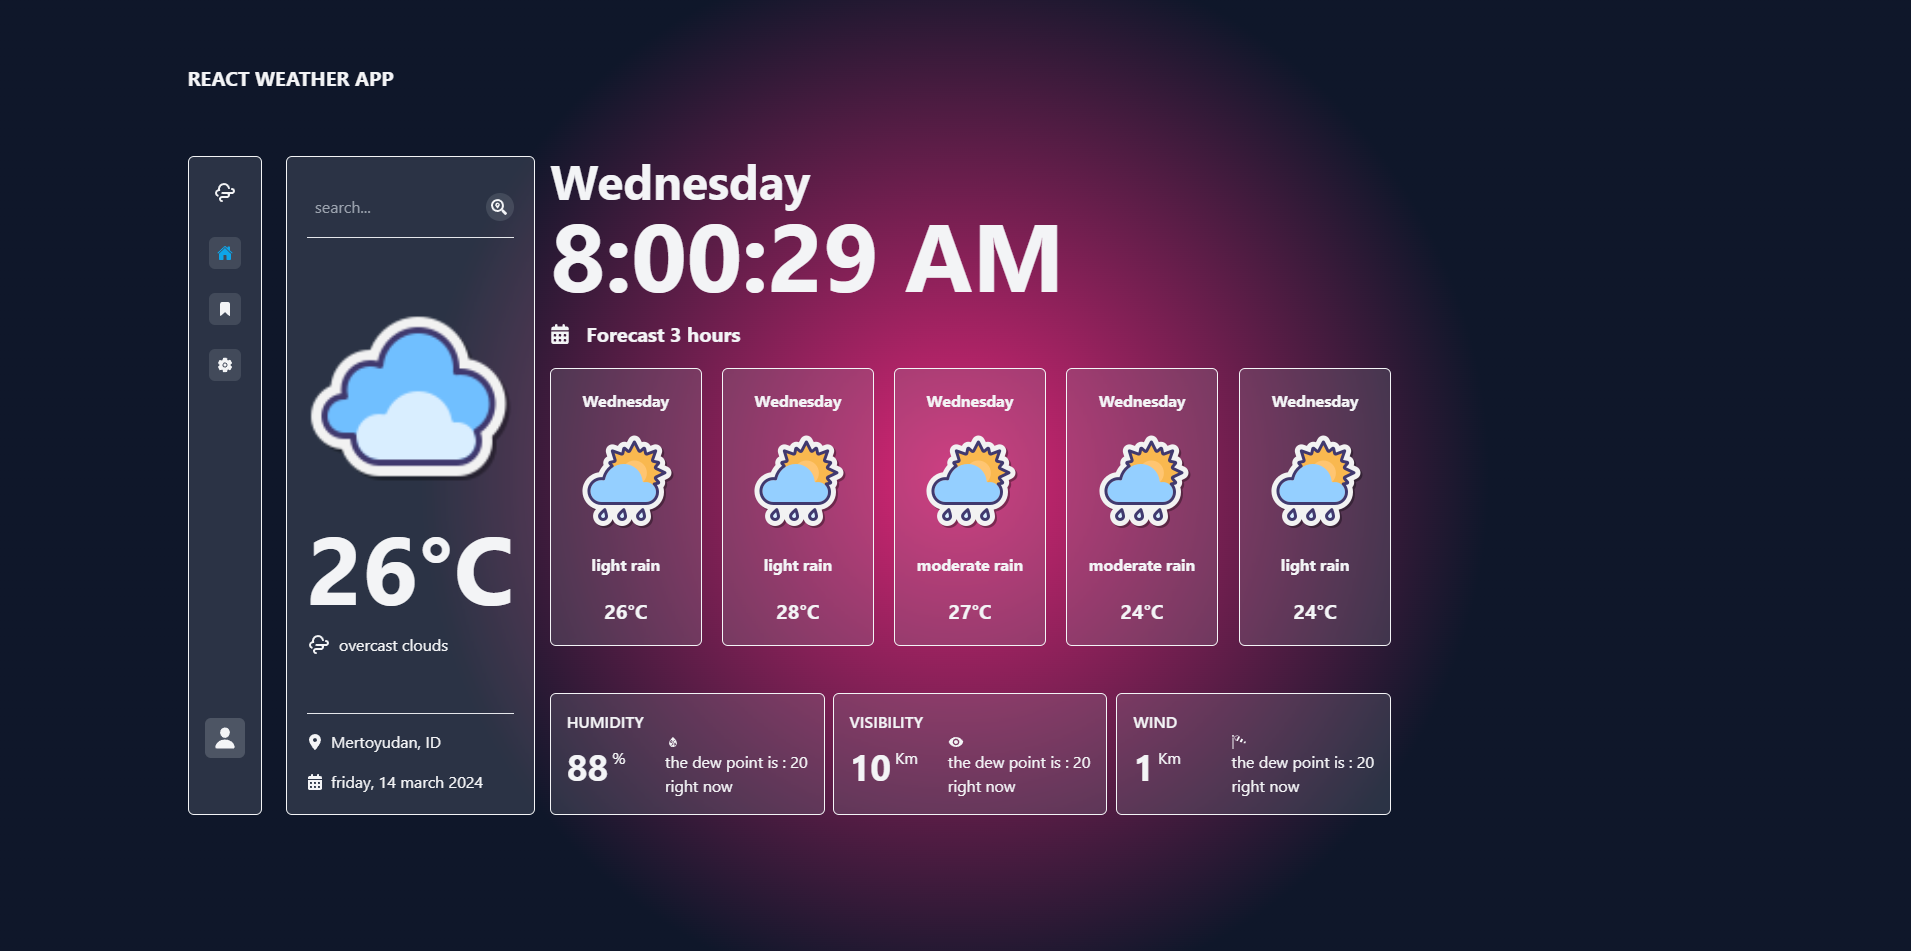 REACT WEATHER APP
search...
26°C
overcast clouds
Mertoyudan, ID
friday, 14 march 2024
Wednesday
8:00:29 AM
Forecast 3 hours
Wednesday
light rain
26°C
Wednesday
light rain
28°C
Wednesday
moderate rain
27°C
Wednesday
moderate rain
24°C
Wednesday
light rain
24°C
HUMIDITY
88 %
the dew point is : 20
right now
VISIBILITY
10 Km
the dew point is : 20
right now
WIND
1 Km
the dew point is : 20
right now